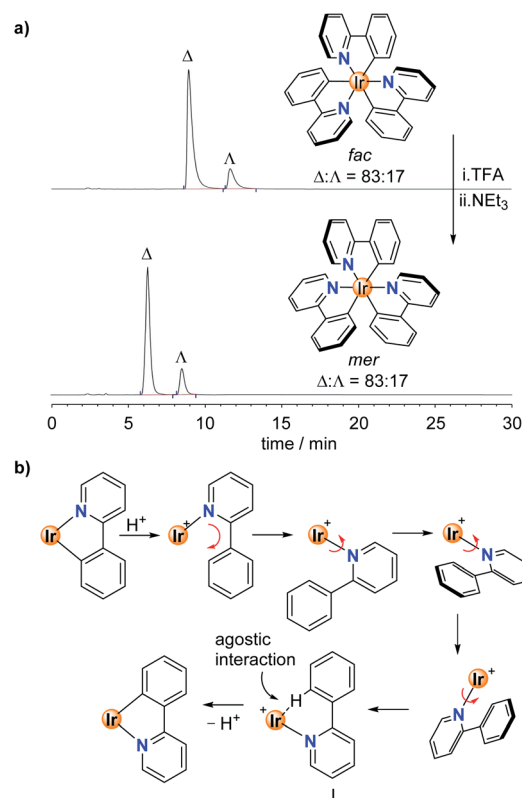 a)
Δ
Λ
N
N
Ir
N
fac
Δ:Λ = 83:17
i.TFA
ii.NEt₃
Δ
Λ
N
N
Ir
N
mer
Δ:Λ = 83:17
0 5 10 15 20 25 30
time / min
b)
N
Ir
H⁺
N
Ir
+
Ir
+
N
Ir
+
N
agostic
interaction
Ir
N
− H⁺
+
Ir
H
N
I
Ir
+
N